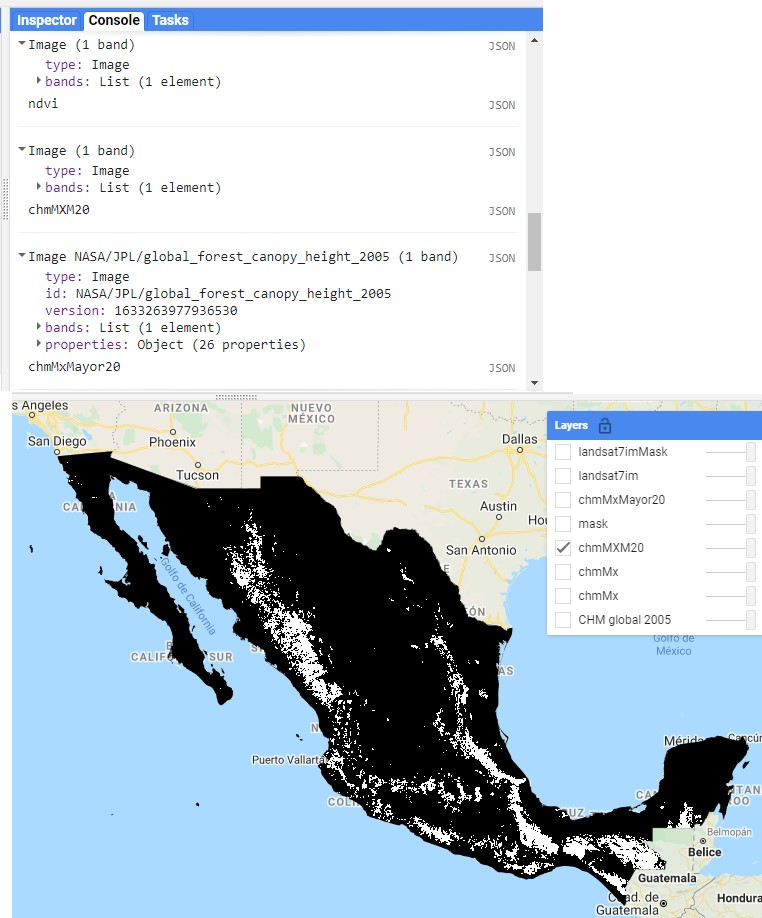 Inspector Console Tasks
Image (1 band) JSON
type: Image
bands: List (1 element)
ndvi JSON
Image (1 band) JSON
type: Image
bands: List (1 element)
chmMXM20 JSON
Image NASA/JPL/global_forest_canopy_height_2005 (1 band) JSON
type: Image
id: NASA/JPL/global_forest_canopy_height_2005
version: 1633263977936530
bands: List (1 element)
properties: Object (26 properties)
chmMxMayor20 JSON
s Angeles
ARIZONA
NUEVO
MÉXICO
San Diego
Phoenix
Dallas
Tucson
TEXAS
Austin
Hou
San Antonio
Layers
landsat7imMask
landsat7im
chmMxMayor20
mask
chmMXM20
chmMx
chmMx
CHM global 2005
Golfo de California
SUR
Golfo de
México
Puerto Vallarta
Mérida
Cancún
Belmopán
Belice
Guatemala
Cdad. de
Guatemala
Hondura